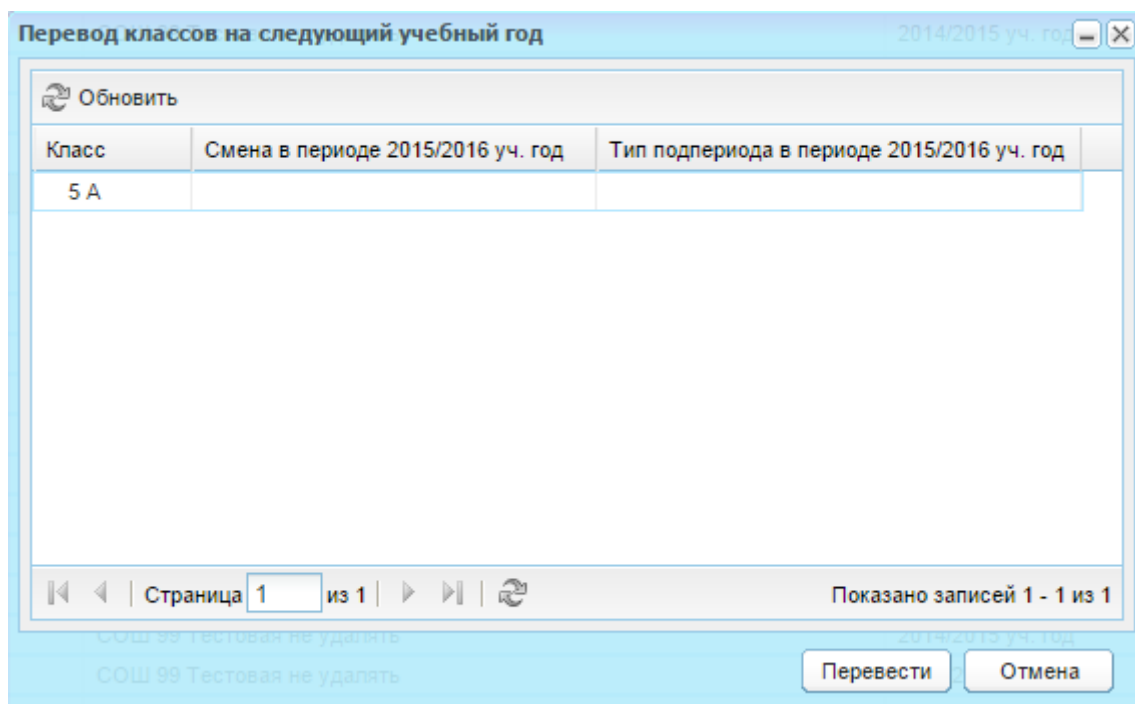 Перевод классов на следующий учебный год
2014/2015 уч. год
Обновить
Класс Смена в периоде 2015/2016 уч. год Тип подпериода в периоде 2015/2016 уч. год
5 А
Страница 1 из 1 Показано записей 1 - 1 из 1
СОШ 99 Тестовая не удалять 2014/2015 уч. год
СОШ 99 Тестовая не удалять
Перевести Отмена